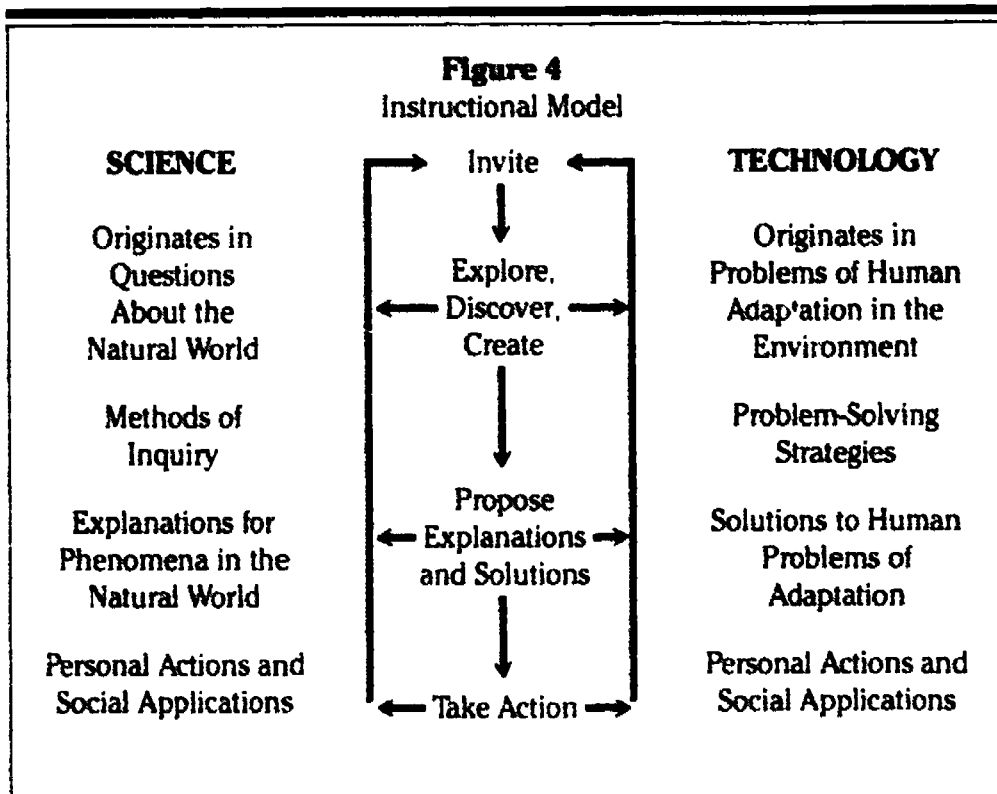 Figure 4
Instructional Model
SCIENCE
Originates in
Questions
About the
Natural World
Methods of
Inquiry
Explanations for
Phenomena in the
Natural World
Personal Actions and
Social Applications
Invite
Explore,
Discover,
Create
Propose
Explanations
and Solutions
Take Action
TECHNOLOGY
Originates in
Problems of Human
Adap'ation in the
Environment
Problem-Solving
Strategies
Solutions to Human
Problems of
Adaptation
Personal Actions and
Social Applications